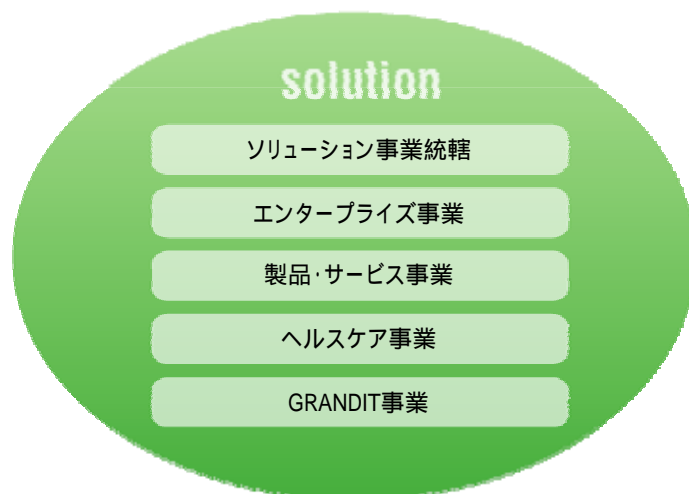 solution
ソリューション事業統轄
エンタープライズ事業
製品・サービス事業
ヘルスケア事業
GRANDIT事業